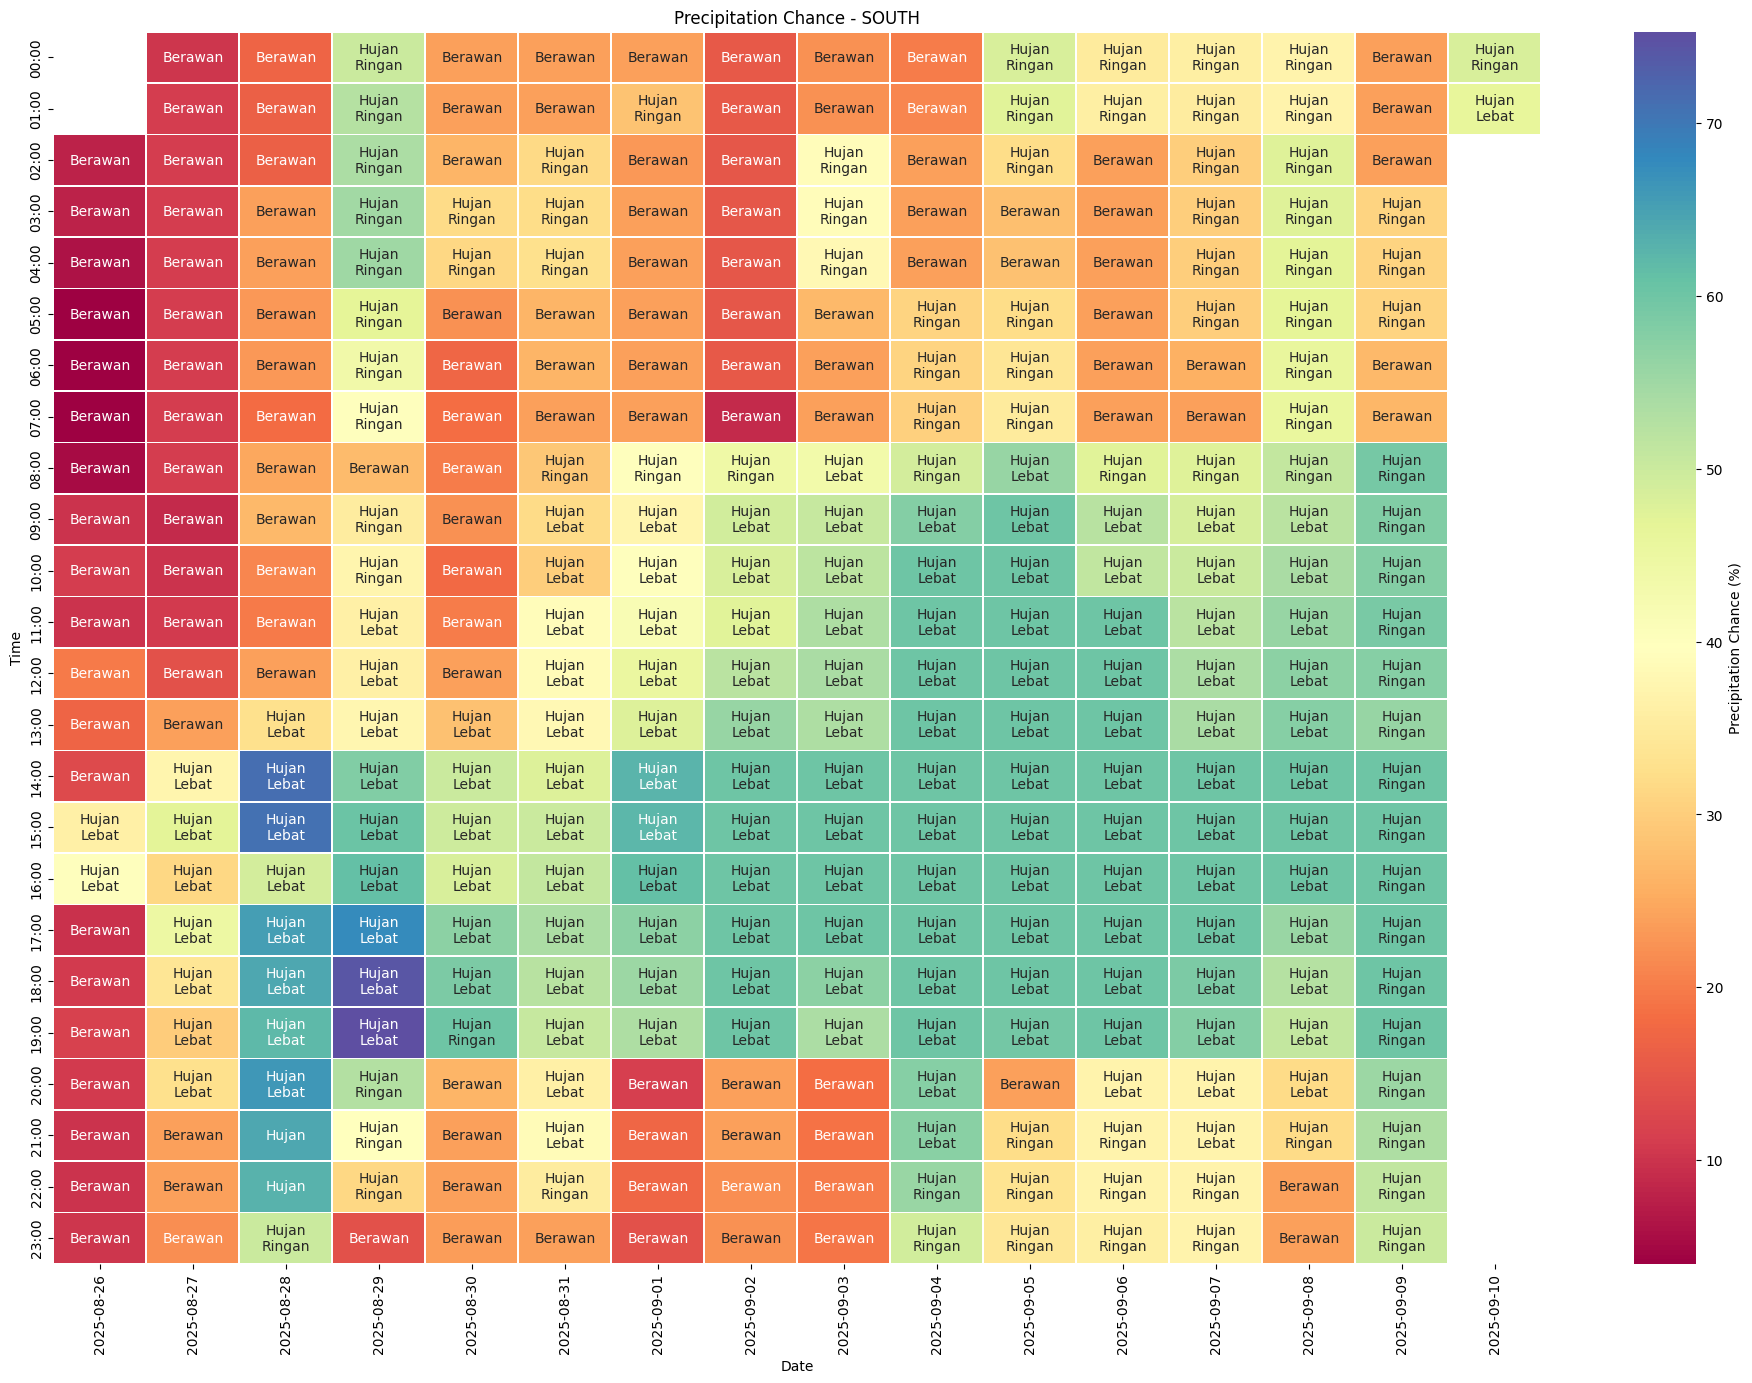 Precipitation Chance - SOUTH
00:00 Berawan Berawan Hujan Ringan Berawan Berawan Berawan Berawan Berawan Berawan Hujan Ringan Hujan Ringan Hujan Ringan Hujan Ringan Berawan Hujan Ringan
01:00 Berawan Berawan Hujan Ringan Berawan Berawan Hujan Ringan Berawan Berawan Berawan Hujan Ringan Hujan Ringan Hujan Ringan Hujan Ringan Berawan Hujan Lebat
02:00 Berawan Berawan Berawan Hujan Ringan Berawan Hujan Ringan Berawan Berawan Hujan Ringan Berawan Hujan Ringan Berawan Hujan Ringan Hujan Ringan Berawan
03:00 Berawan Berawan Berawan Hujan Ringan Hujan Ringan Hujan Ringan Berawan Berawan Hujan Ringan Berawan Berawan Berawan Hujan Ringan Hujan Ringan Hujan Ringan
04:00 Berawan Berawan Berawan Hujan Ringan Hujan Ringan Hujan Ringan Berawan Berawan Hujan Ringan Berawan Berawan Berawan Hujan Ringan Hujan Ringan Hujan Ringan
05:00 Berawan Berawan Berawan Hujan Ringan Berawan Berawan Berawan Berawan Berawan Hujan Ringan Hujan Ringan Berawan Hujan Ringan Hujan Ringan Hujan Ringan
06:00 Berawan Berawan Berawan Hujan Ringan Berawan Berawan Berawan Berawan Berawan Hujan Ringan Hujan Ringan Berawan Berawan Hujan Ringan Berawan
07:00 Berawan Berawan Berawan Hujan Ringan Berawan Berawan Berawan Berawan Berawan Hujan Ringan Hujan Ringan Berawan Berawan Hujan Ringan Berawan
08:00 Berawan Berawan Berawan Berawan Berawan Hujan Ringan Hujan Ringan Hujan Ringan Hujan Lebat Hujan Ringan Hujan Lebat Hujan Ringan Hujan Ringan Hujan Ringan Hujan Ringan
09:00 Berawan Berawan Berawan Hujan Ringan Berawan Hujan Lebat Hujan Lebat Hujan Lebat Hujan Lebat Hujan Lebat Hujan Lebat Hujan Lebat Hujan Lebat Hujan Lebat Hujan Ringan
10:00 Berawan Berawan Berawan Hujan Ringan Berawan Hujan Lebat Hujan Lebat Hujan Lebat Hujan Lebat Hujan Lebat Hujan Lebat Hujan Lebat Hujan Lebat Hujan Lebat Hujan Ringan
11:00 Berawan Berawan Berawan Hujan Lebat Berawan Hujan Lebat Hujan Lebat Hujan Lebat Hujan Lebat Hujan Lebat Hujan Lebat Hujan Lebat Hujan Lebat Hujan Lebat Hujan Ringan
12:00 Berawan Berawan Berawan Hujan Lebat Berawan Hujan Lebat Hujan Lebat Hujan Lebat Hujan Lebat Hujan Lebat Hujan Lebat Hujan Lebat Hujan Lebat Hujan Lebat Hujan Ringan
13:00 Berawan Berawan Hujan Lebat Hujan Lebat Hujan Lebat Hujan Lebat Hujan Lebat Hujan Lebat Hujan Lebat Hujan Lebat Hujan Lebat Hujan Lebat Hujan Lebat Hujan Lebat Hujan Ringan
14:00 Berawan Hujan Lebat Hujan Lebat Hujan Lebat Hujan Lebat Hujan Lebat Hujan Lebat Hujan Lebat Hujan Lebat Hujan Lebat Hujan Lebat Hujan Lebat Hujan Lebat Hujan Lebat Hujan Ringan
15:00 Hujan Lebat Hujan Lebat Hujan Lebat Hujan Lebat Hujan Lebat Hujan Lebat Hujan Lebat Hujan Lebat Hujan Lebat Hujan Lebat Hujan Lebat Hujan Lebat Hujan Lebat Hujan Lebat Hujan Ringan
16:00 Hujan Lebat Hujan Lebat Hujan Lebat Hujan Lebat Hujan Lebat Hujan Lebat Hujan Lebat Hujan Lebat Hujan Lebat Hujan Lebat Hujan Lebat Hujan Lebat Hujan Lebat Hujan Lebat Hujan Ringan
17:00 Berawan Hujan Lebat Hujan Lebat Hujan Lebat Hujan Lebat Hujan Lebat Hujan Lebat Hujan Lebat Hujan Lebat Hujan Lebat Hujan Lebat Hujan Lebat Hujan Lebat Hujan Lebat Hujan Ringan
18:00 Berawan Hujan Lebat Hujan Lebat Hujan Lebat Hujan Lebat Hujan Lebat Hujan Lebat Hujan Lebat Hujan Lebat Hujan Lebat Hujan Lebat Hujan Lebat Hujan Lebat Hujan Lebat Hujan Ringan
19:00 Berawan Hujan Lebat Hujan Lebat Hujan Lebat Hujan Ringan Hujan Lebat Hujan Lebat Hujan Lebat Hujan Lebat Hujan Lebat Hujan Lebat Hujan Lebat Hujan Lebat Hujan Lebat Hujan Ringan
20:00 Berawan Hujan Lebat Hujan Lebat Hujan Ringan Berawan Hujan Lebat Berawan Berawan Berawan Hujan Lebat Berawan Hujan Lebat Hujan Lebat Hujan Lebat Hujan Ringan
21:00 Berawan Berawan Hujan Hujan Ringan Berawan Hujan Lebat Berawan Berawan Berawan Hujan Lebat Hujan Ringan Hujan Ringan Hujan Lebat Hujan Ringan Hujan Ringan
22:00 Berawan Berawan Hujan Hujan Ringan Berawan Hujan Ringan Berawan Berawan Berawan Hujan Ringan Hujan Ringan Hujan Ringan Hujan Ringan Berawan Hujan Ringan
23:00 Berawan Berawan Hujan Ringan Berawan Berawan Berawan Berawan Berawan Berawan Hujan Ringan Hujan Ringan Hujan Ringan Hujan Ringan Berawan Hujan Ringan
Time
2025-08-26 2025-08-27 2025-08-28 2025-08-29 2025-08-30 2025-08-31 2025-09-01 2025-09-02 2025-09-03 2025-09-04 2025-09-05 2025-09-06 2025-09-07 2025-09-08 2025-09-09 2025-09-10
Date
70
60
50
40
30
20
10
Precipitation Chance (%)